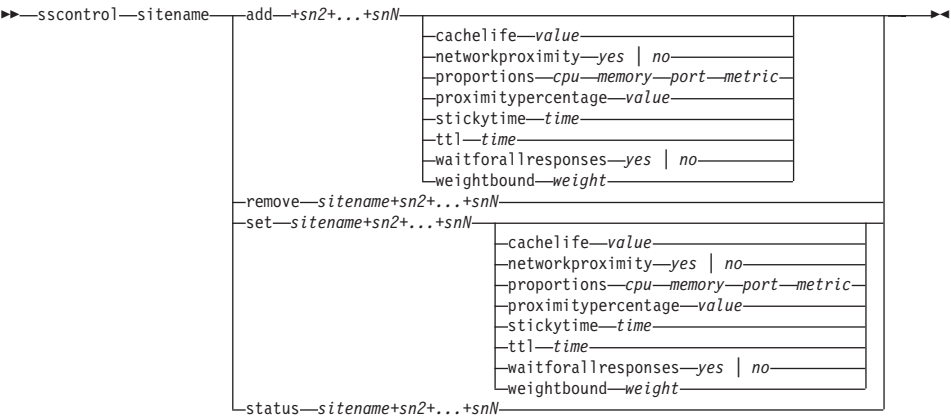 sscontrol sitename add +sn2+...+snN
cachelife value
networkproximity yes | no
proportions cpu memory port metric
proximitypercentage value
stickytime time
ttl time
waitforallresponses yes | no
weightbound weight
remove sitename+sn2+...+snN
set sitename+sn2+...+snN
cachelife value
networkproximity yes | no
proportions cpu memory port metric
proximitypercentage value
stickytime time
ttl time
waitforallresponses yes | no
weightbound weight
status sitename+sn2+...+snN